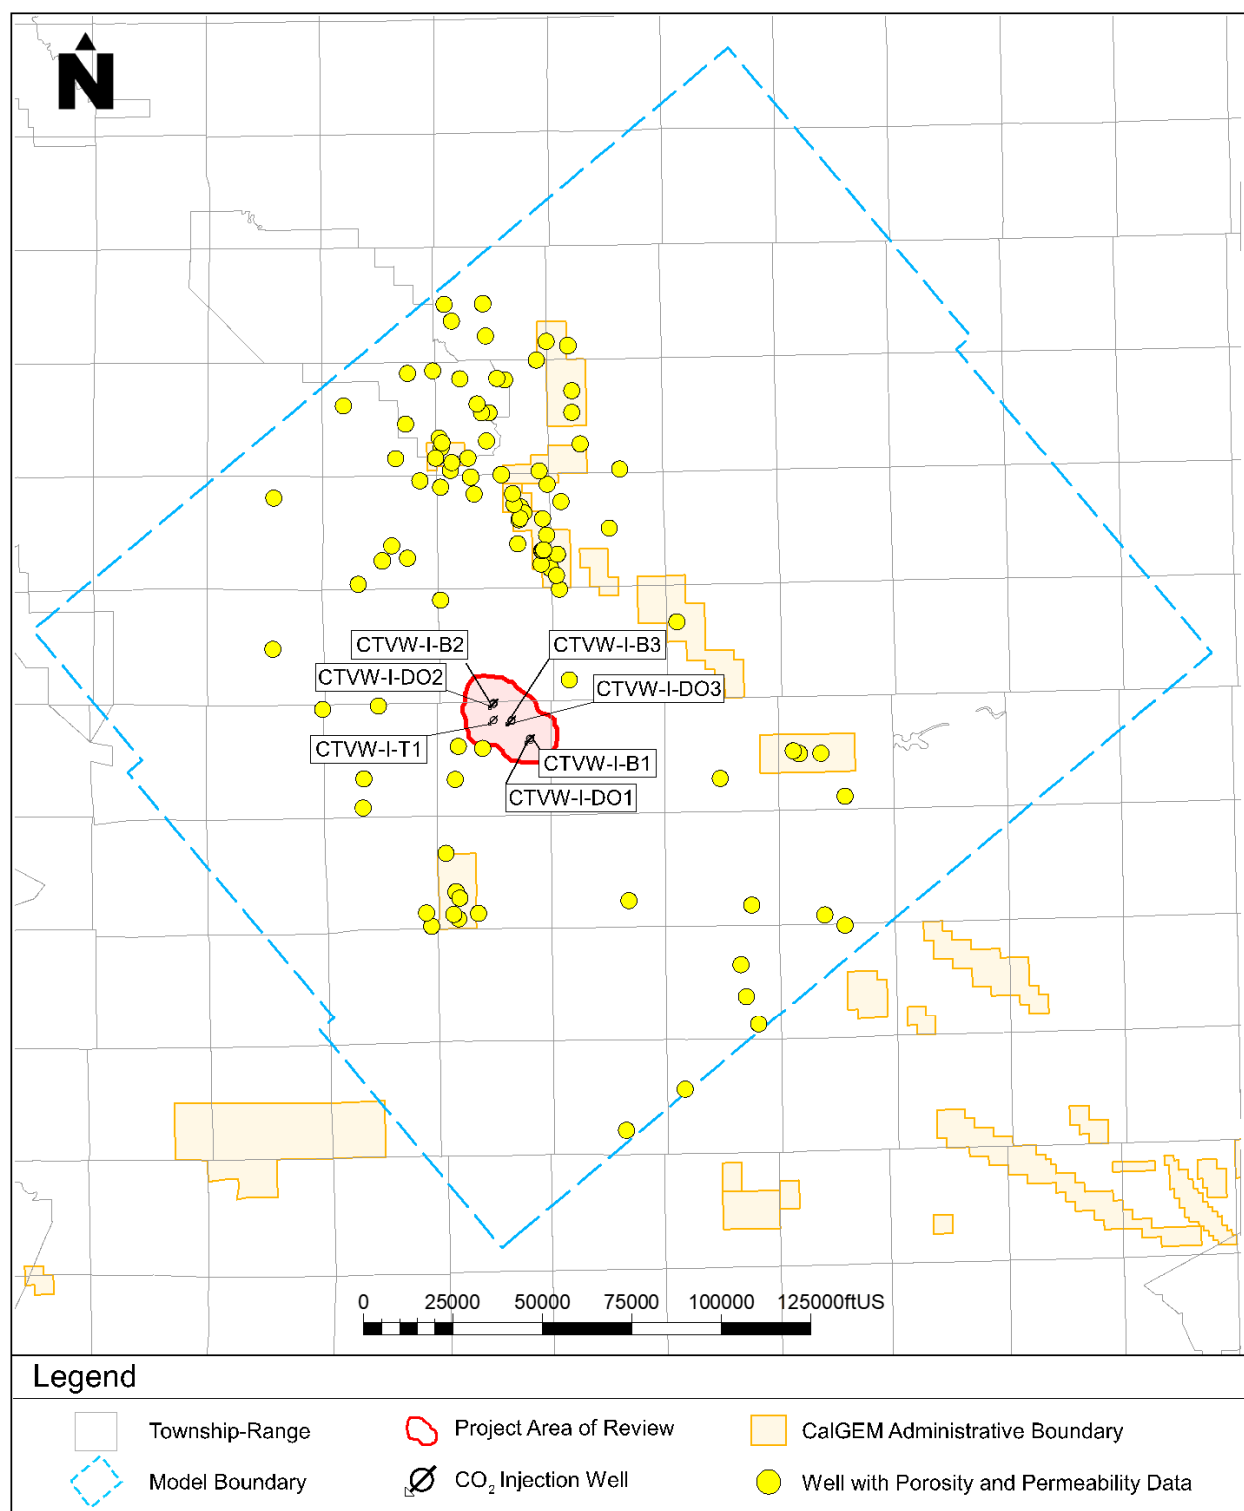 N
CTVW-I-B2
CTVW-I-B3
CTVW-I-DO2
CTVW-I-DO3
CTVW-I-T1
CTVW-I-B1
CTVW-I-DO1
0 25000 50000 75000 100000 125000ftUS
Legend
Township-Range
Project Area of Review
CalGEM Administrative Boundary
Model Boundary
CO₂ Injection Well
Well with Porosity and Permeability Data